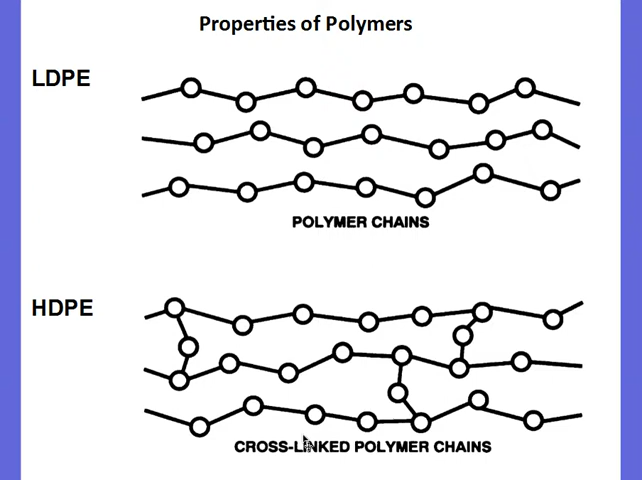 Properties of Polymers
LDPE
POLYMER CHAINS
HDPE
CROSS-LINKED POLYMER CHAINS